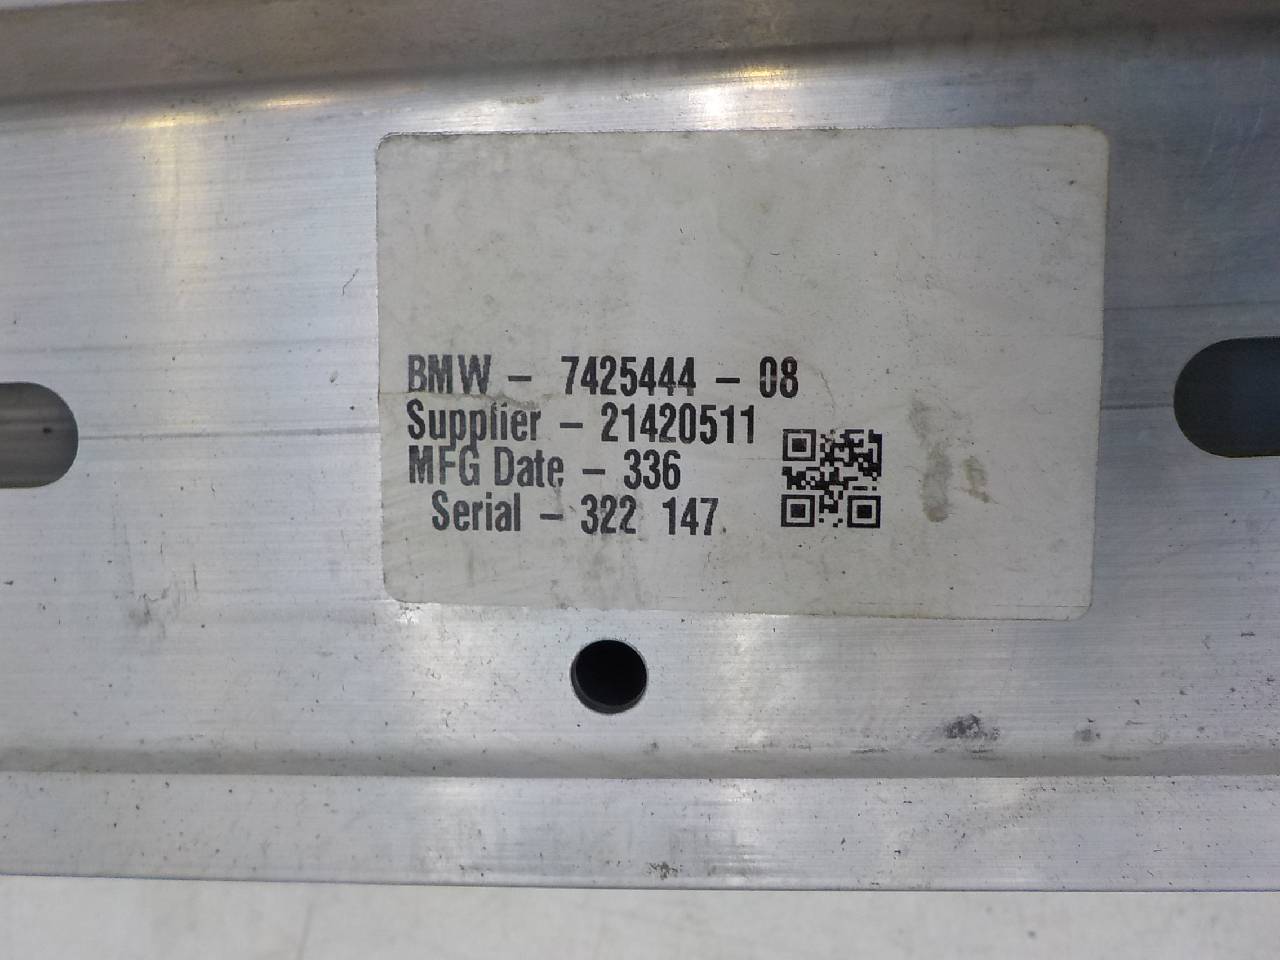 BMW - 7425444 - 08
Supplier - 21420511
MFG Date - 336
Serial - 322 147